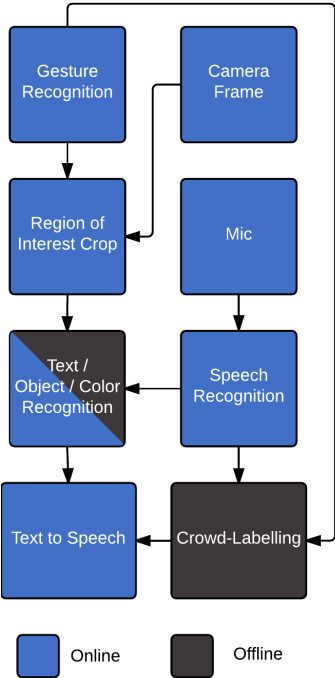 Gesture
Recognition
Camera
Frame
Region of
Interest Crop
Mic
Text /
Object / Color
Recognition
Speech
Recognition
Text to Speech
Crowd-Labelling
Online
Offline